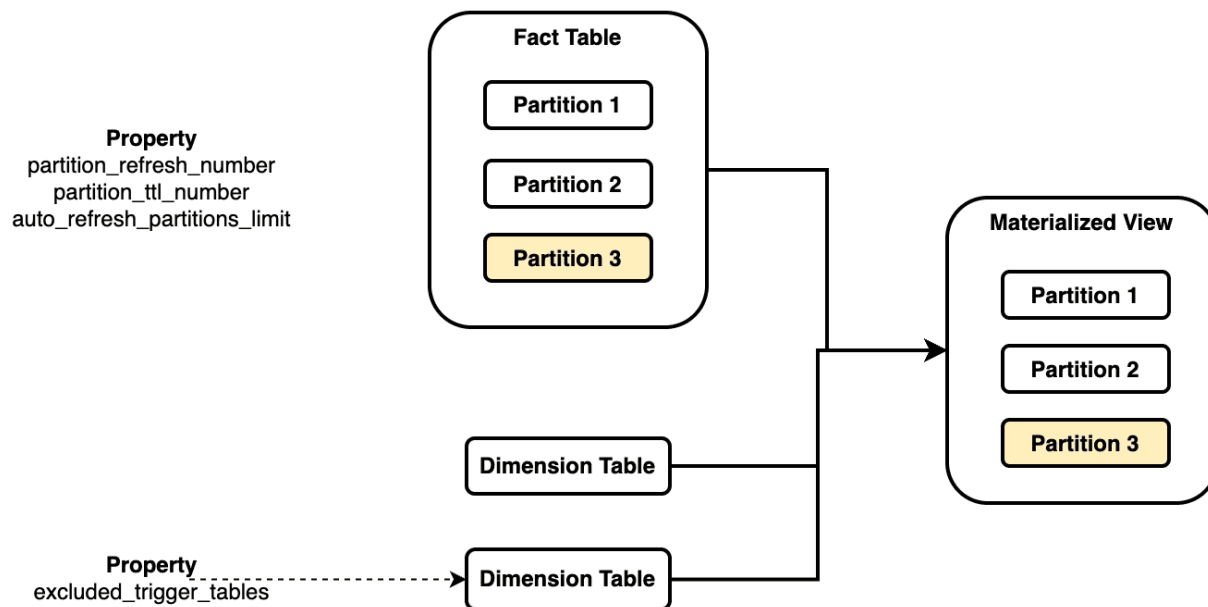 Fact Table
Partition 1
Partition 2
Partition 3
Property
partition_refresh_number
partition_ttl_number
auto_refresh_partitions_limit
Materialized View
Partition 1
Partition 2
Partition 3
Dimension Table
Property
excluded_trigger_tables
Dimension Table